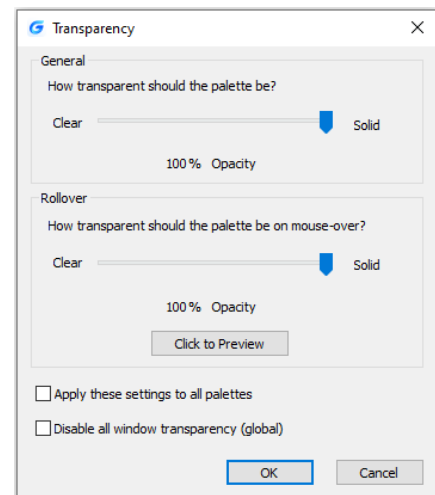 Transparency
General
How transparent should the palette be?
Clear Solid
100 % Opacity
Rollover
How transparent should the palette be on mouse-over?
Clear Solid
100 % Opacity
Click to Preview
Apply these settings to all palettes
Disable all window transparency (global)
OK Cancel